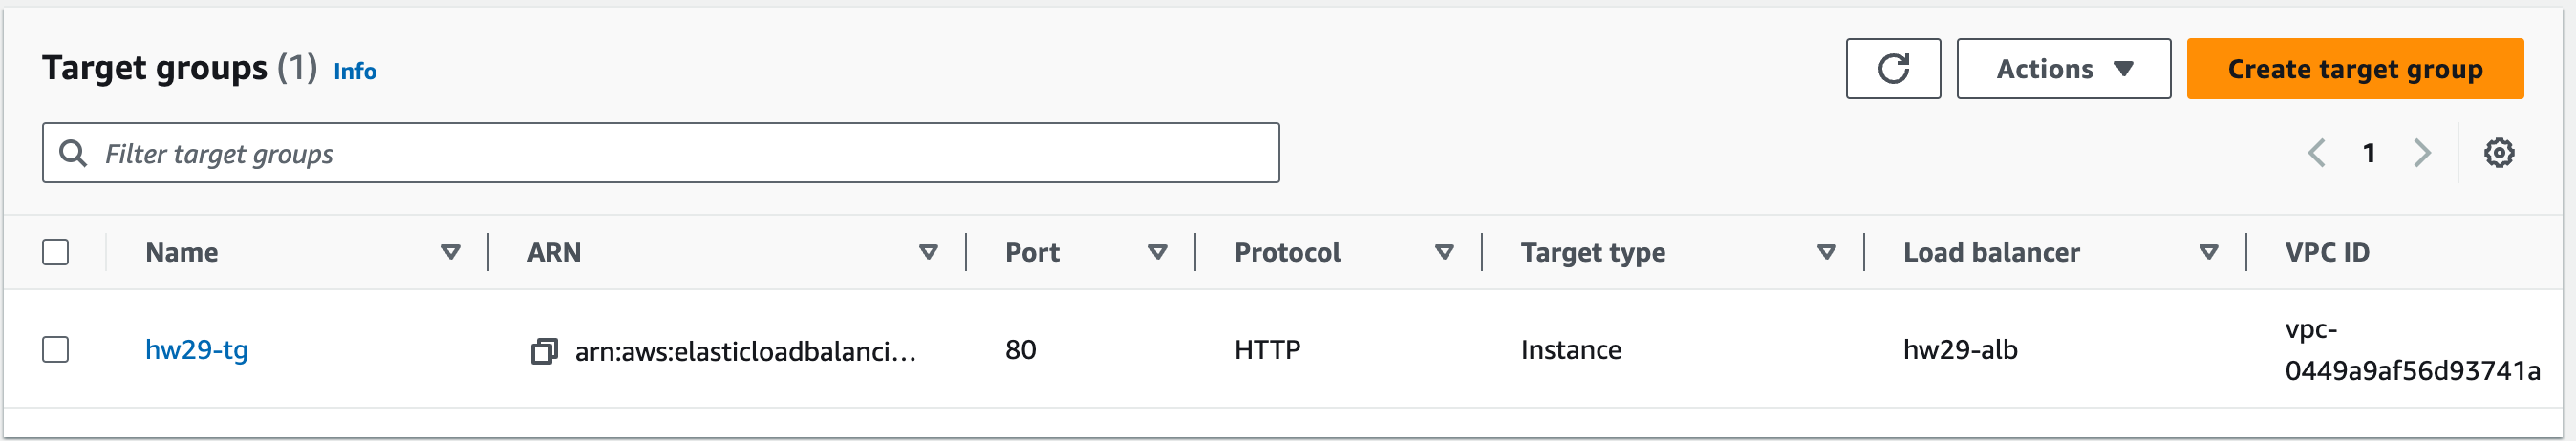 Target groups (1) Info
Actions
Create target group
Filter target groups
1
Name ARN Port Protocol Target type Load balancer VPC ID
hw29-tg arn:aws:elasticloadbalanci... 80 HTTP Instance hw29-alb vpc-
0449a9af56d93741a